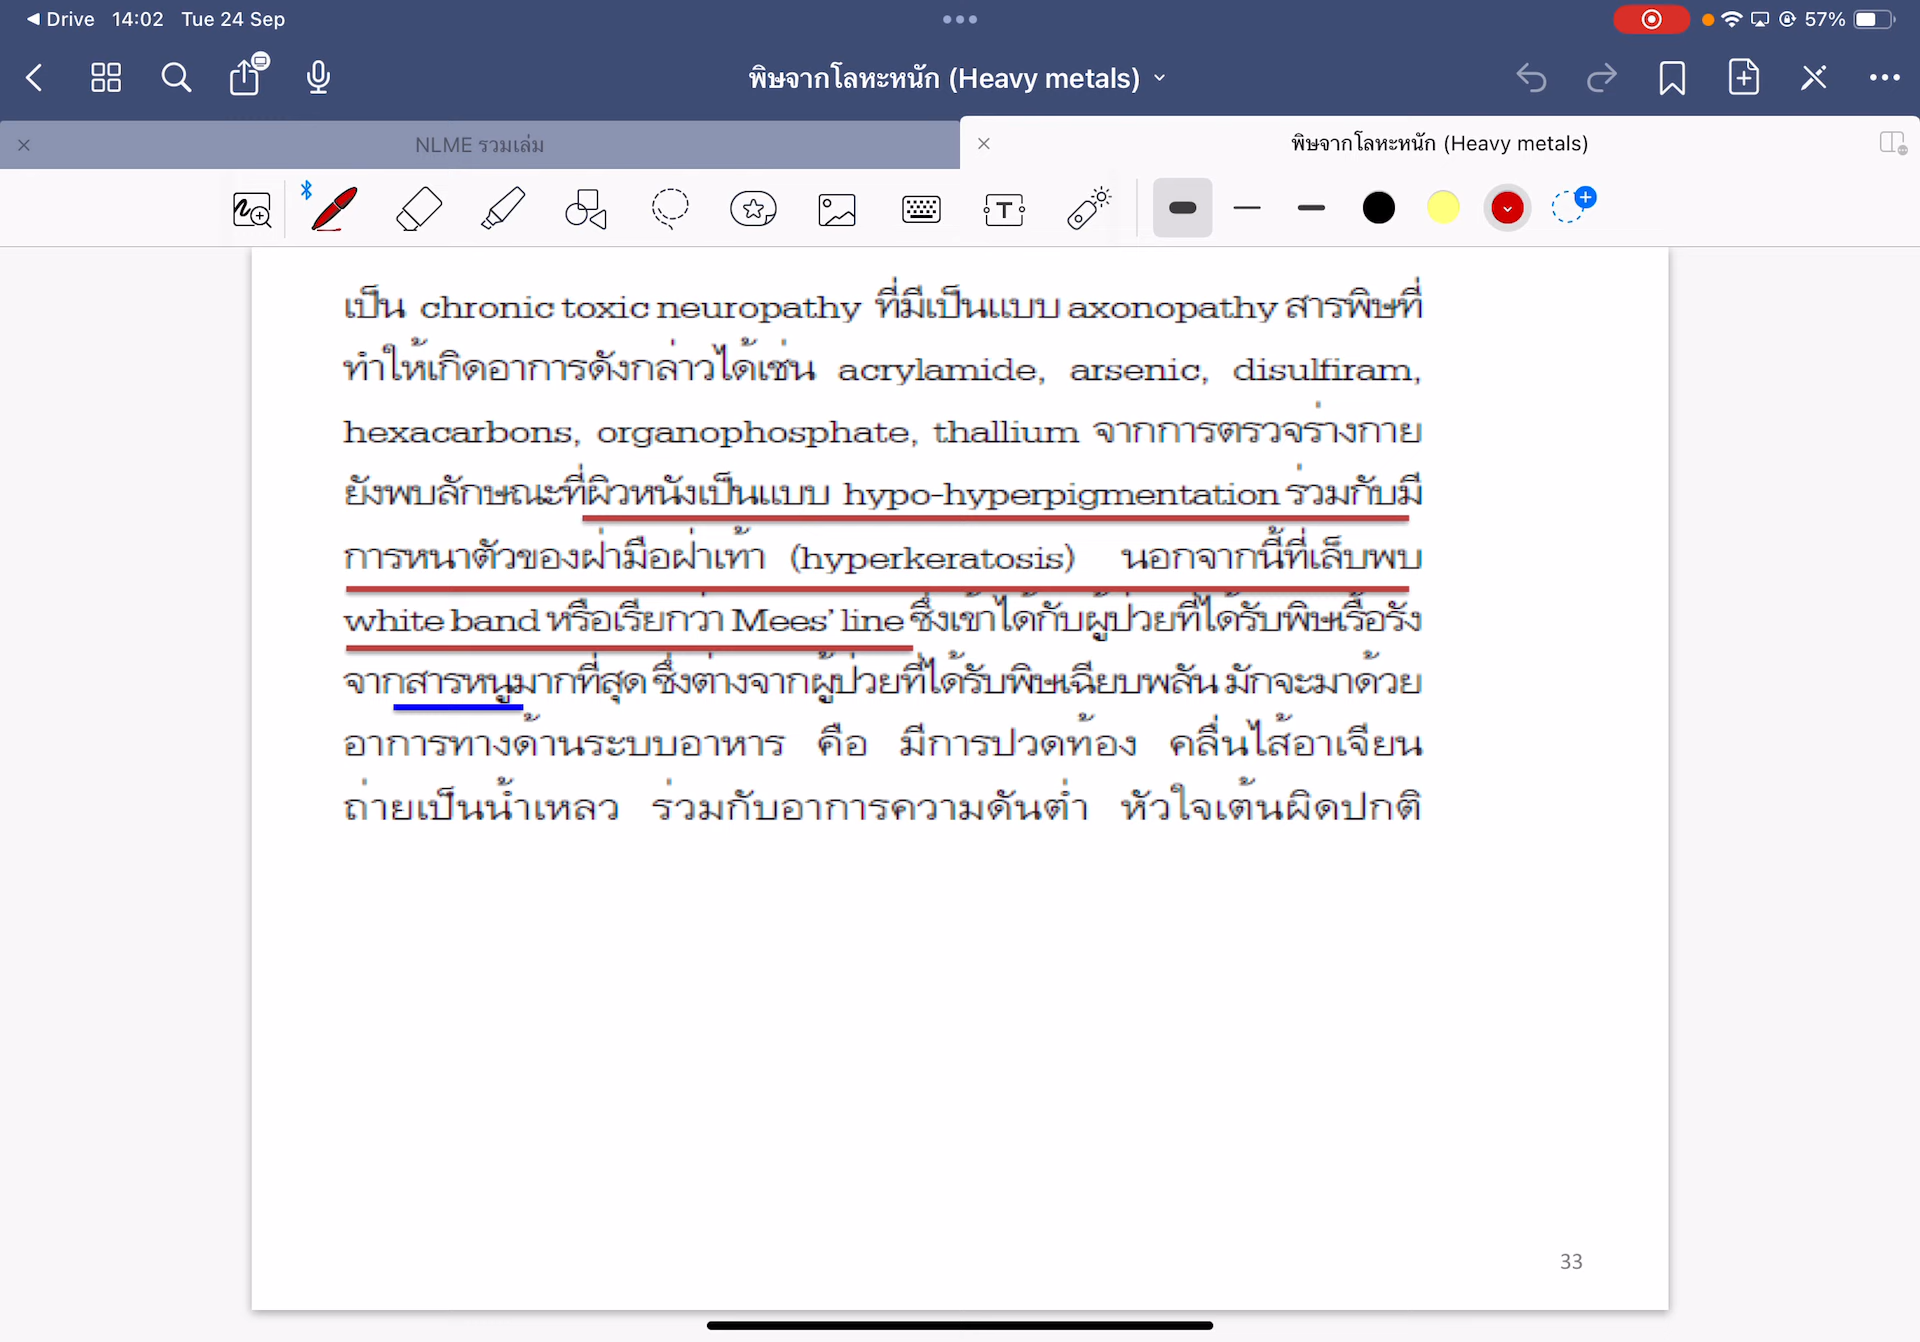 Drive 14:02 Tue 24 Sep 57%
พิษจากโลหะหนัก (Heavy metals)
NLME รวมเล่ม พิษจากโลหะหนัก (Heavy metals)
เป็น chronic toxic neuropathy ที่มีเป็นแบบ axonopathy สารพิษที่
ทำให้เกิดอาการดังกล่าวได้เช่น acrylamide, arsenic, disulfiram,
hexacarbons, organophosphate, thallium จากการตรวจร่างกาย
ยังพบลักษณะที่ผิวหนังเป็นแบบ hypo-hyperpigmentation ร่วมกับมี
การหนาตัวของฝ่ามือฝ่าเท้า (hyperkeratosis) นอกจากนี้ที่เล็บพบ
white band หรือเรียกว่า Mees’ line ซึ่งเข้าได้กับผู้ป่วยที่ได้รับพิษเรื้อรัง
จากสารหนูมากที่สุด ซึ่งต่างจากผู้ป่วยที่ได้รับพิษเฉียบพลัน มักจะมาด้วย
อาการทางด้านระบบอาหาร คือ มีการปวดท้อง คลื่นไส้อาเจียน
ถ่ายเป็นน้ำเหลว ร่วมกับอาการความดันต่ำ หัวใจเต้นผิดปกติ
33